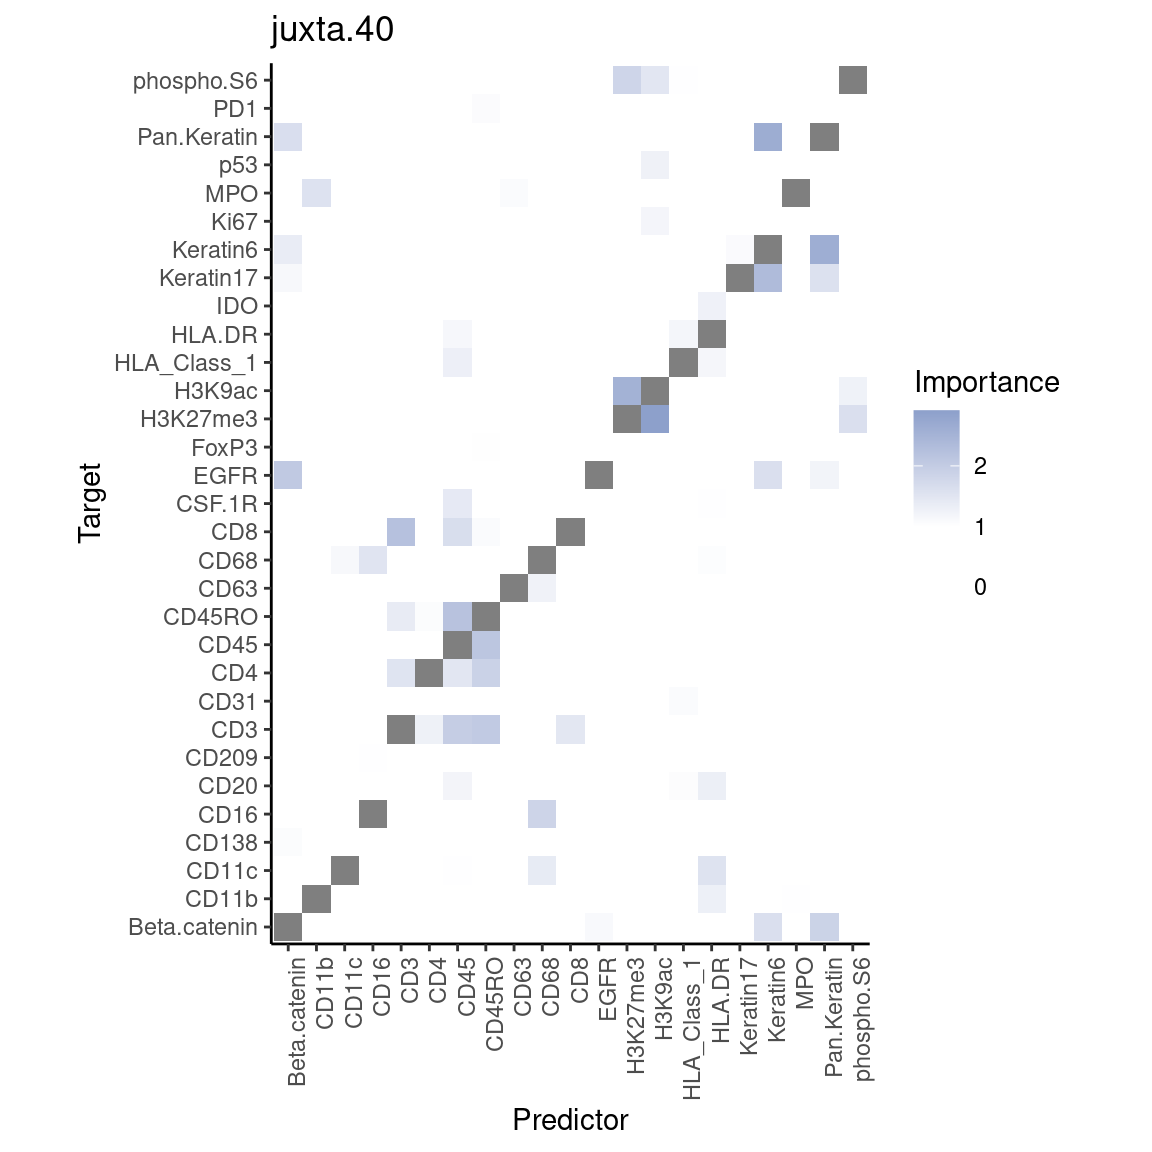 juxta.40
phospho.S6
PD1
Pan.Keratin
p53
MPO
Ki67
Keratin6
Keratin17
IDO
HLA.DR
HLA_Class_1
H3K9ac
H3K27me3
FoxP3
EGFR
CSF.1R
CD8
CD68
CD63
CD45RO
CD45
CD4
CD31
CD3
CD209
CD20
CD16
CD138
CD11c
CD11b
Beta.catenin
Target
Beta.catenin
CD11b
CD11c
CD16
CD3
CD4
CD45
CD45RO
CD63
CD68
CD8
EGFR
H3K27me3
H3K9ac
HLA_Class_1
HLA.DR
Keratin17
Keratin6
MPO
Pan.Keratin
phospho.S6
Predictor
Importance
2
1
0